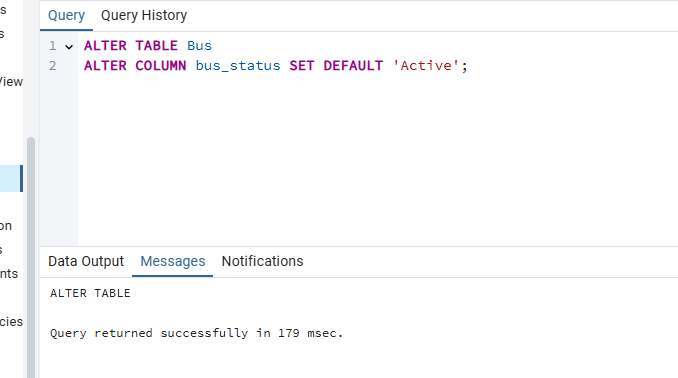 Query Query History
1 ALTER TABLE Bus
2 ALTER COLUMN bus_status SET DEFAULT 'Active';
View
on
nts
cies
Data Output Messages Notifications
ALTER TABLE
Query returned successfully in 179 msec.